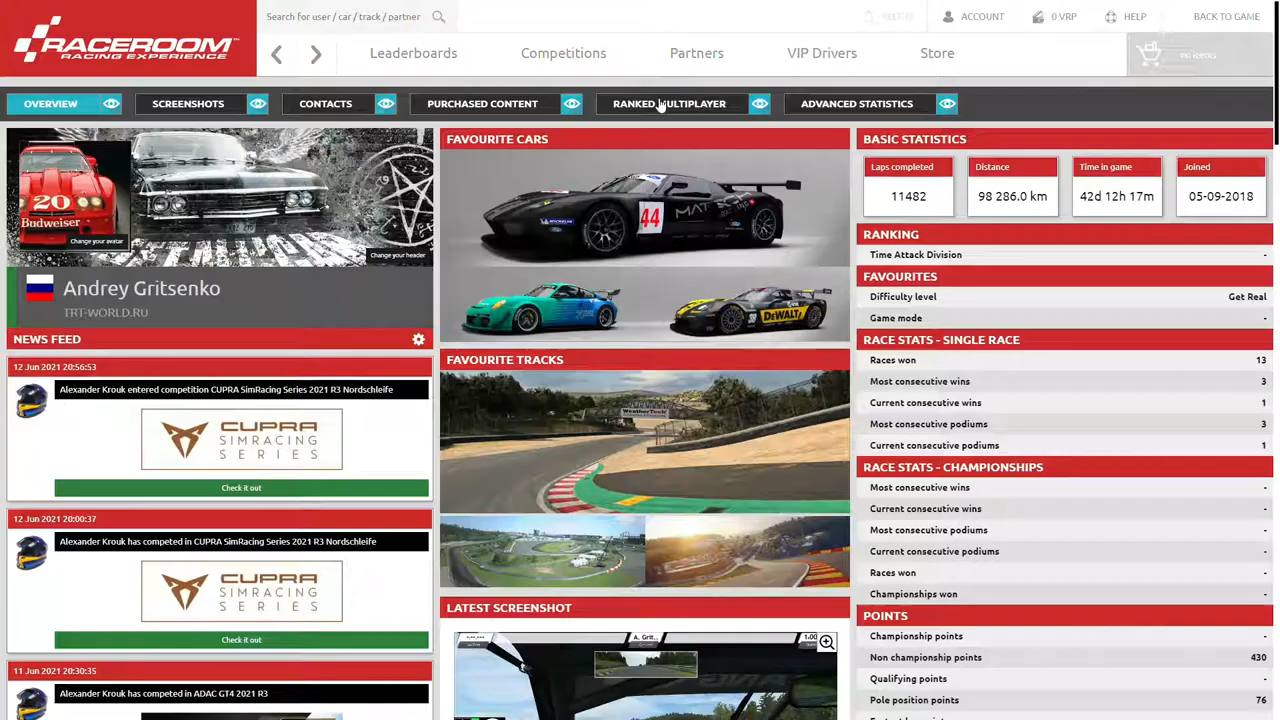 RACEROOM
RACING EXPERIENCE
Search for user / car / track / partner
ACCOUNT
0 VRP
HELP
BACK TO GAME
Leaderboards
Competitions
Partners
VIP Drivers
Store
no items
OVERVIEW
SCREENSHOTS
CONTACTS
PURCHASED CONTENT
RANKED MULTIPLAYER
ADVANCED STATISTICS
20
Budweiser
Change your avatar
Change your header
Andrey Gritsenko
TRT-WORLD.RU
NEWS FEED
12 Jun 2021 20:56:53
Alexander Krouk entered competition CUPRA SimRacing Series 2021 R3 Nordschleife
CUPRA
SIMRACING
SERIES
Check it out
12 Jun 2021 20:00:37
Alexander Krouk has competed in CUPRA SimRacing Series 2021 R3 Nordschleife
CUPRA
SIMRACING
SERIES
Check it out
11 Jun 2021 20:30:35
Alexander Krouk has competed in ADAC GT4 2021 R3
FAVOURITE CARS
44
DEWALT
FAVOURITE TRACKS
WeatherTech
LATEST SCREENSHOT
A. Grit...
1:00
BASIC STATISTICS
Laps completed
11482
Distance
98 286.0 km
Time in game
42d 12h 17m
Joined
05-09-2018
RANKING
Time Attack Division -
FAVOURITES
Difficulty level Get Real
Game mode -
RACE STATS - SINGLE RACE
Races won 13
Most consecutive wins 3
Current consecutive wins 1
Most consecutive podiums 3
Current consecutive podiums 1
RACE STATS - CHAMPIONSHIPS
Most consecutive wins -
Current consecutive wins -
Most consecutive podiums -
Current consecutive podiums -
Races won -
Championships won -
POINTS
Championship points -
Non championship points 430
Qualifying points -
Pole position points 76